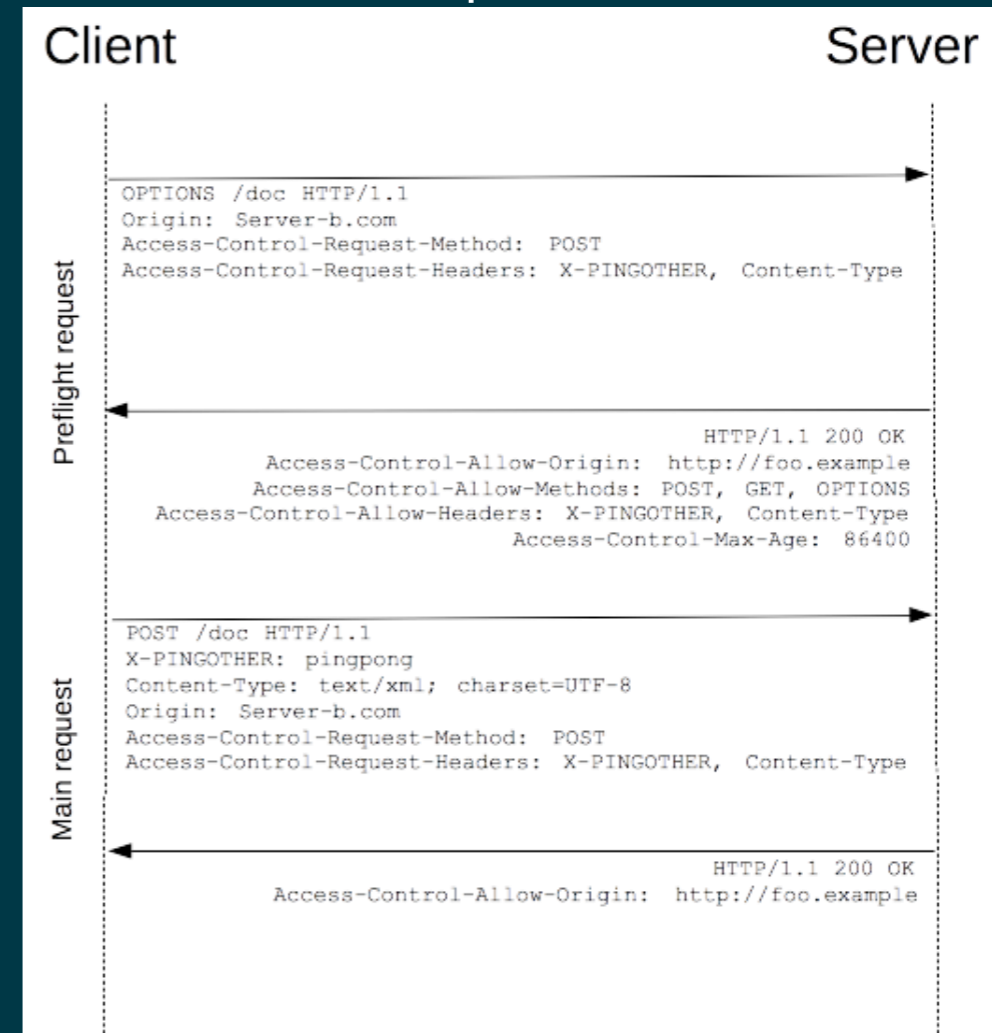 Client
Server
Preflight request
OPTIONS /doc HTTP/1.1
Origin: Server-b.com
Access-Control-Request-Method: POST
Access-Control-Request-Headers: X-PINGOTHER, Content-Type
HTTP/1.1 200 OK
Access-Control-Allow-Origin: http://foo.example
Access-Control-Allow-Methods: POST, GET, OPTIONS
Access-Control-Allow-Headers: X-PINGOTHER, Content-Type
Access-Control-Max-Age: 86400
Main request
POST /doc HTTP/1.1
X-PINGOTHER: pingpong
Content-Type: text/xml; charset=UTF-8
Origin: Server-b.com
Access-Control-Request-Method: POST
Access-Control-Request-Headers: X-PINGOTHER, Content-Type
HTTP/1.1 200 OK
Access-Control-Allow-Origin: http://foo.example